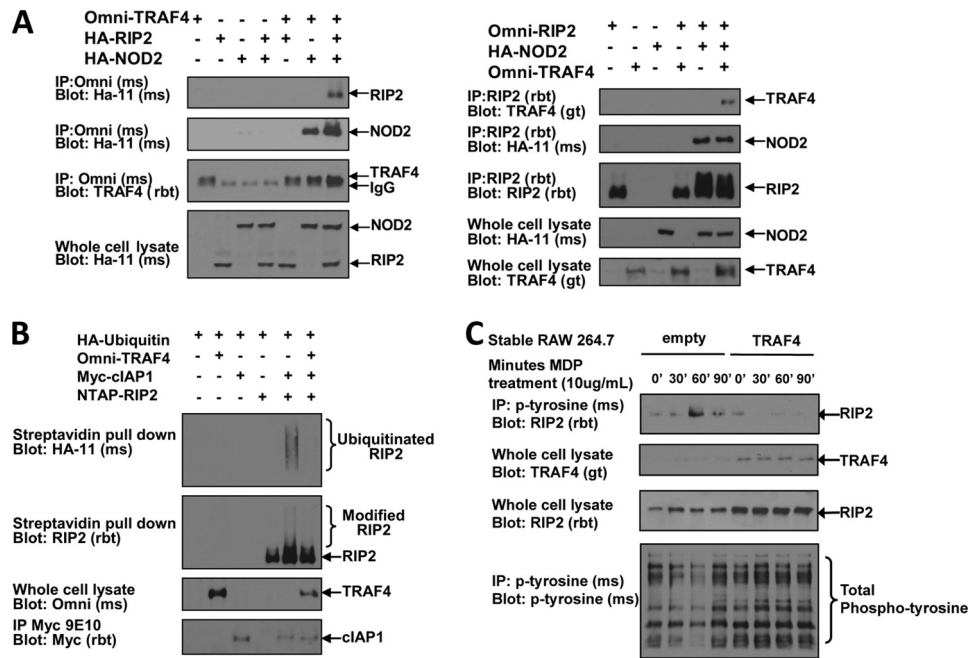 A
Omni-TRAF4 + - - - + + +
HA-RIP2 - + - + + - +
HA-NOD2 - - + + - + +
IP:Omni (ms)
Blot: Ha-11 (ms)
RIP2
IP:Omni (ms)
Blot: Ha-11 (ms)
NOD2
IP: Omni (ms)
Blot: TRAF4 (rbt)
TRAF4
IgG
Whole cell lysate
Blot: Ha-11 (ms)
NOD2
RIP2
Omni-RIP2 + - - + + +
HA-NOD2 - - + - + +
Omni-TRAF4 - + - + - +
IP:RIP2 (rbt)
Blot: TRAF4 (gt)
TRAF4
IP:RIP2 (rbt)
Blot: HA-11 (ms)
NOD2
IP:RIP2 (rbt)
Blot: RIP2 (rbt)
RIP2
Whole cell lysate
Blot: HA-11 (ms)
NOD2
Whole cell lysate
Blot: TRAF4 (gt)
TRAF4
B
HA-Ubiquitin + + + + + +
Omni-TRAF4 - + - - - +
Myc-cIAP1 - - + - + +
NTAP-RIP2 - - - + + +
Streptavidin pull down
Blot: HA-11 (ms)
Ubiquitinated
RIP2
Streptavidin pull down
Blot: RIP2 (rbt)
Modified
RIP2
RIP2
Whole cell lysate
Blot: Omni (ms)
TRAF4
IP Myc 9E10
Blot: Myc (rbt)
cIAP1
C
Stable RAW 264.7
empty TRAF4
Minutes MDP
treatment (10ug/mL)
0' 30' 60' 90' 0' 30' 60' 90'
IP: p-tyrosine (ms)
Blot: RIP2 (rbt)
RIP2
Whole cell lysate
Blot: TRAF4 (gt)
TRAF4
Whole cell lysate
Blot: RIP2 (rbt)
RIP2
IP: p-tyrosine (ms)
Blot: p-tyrosine (ms)
Total
Phospho-tyrosine